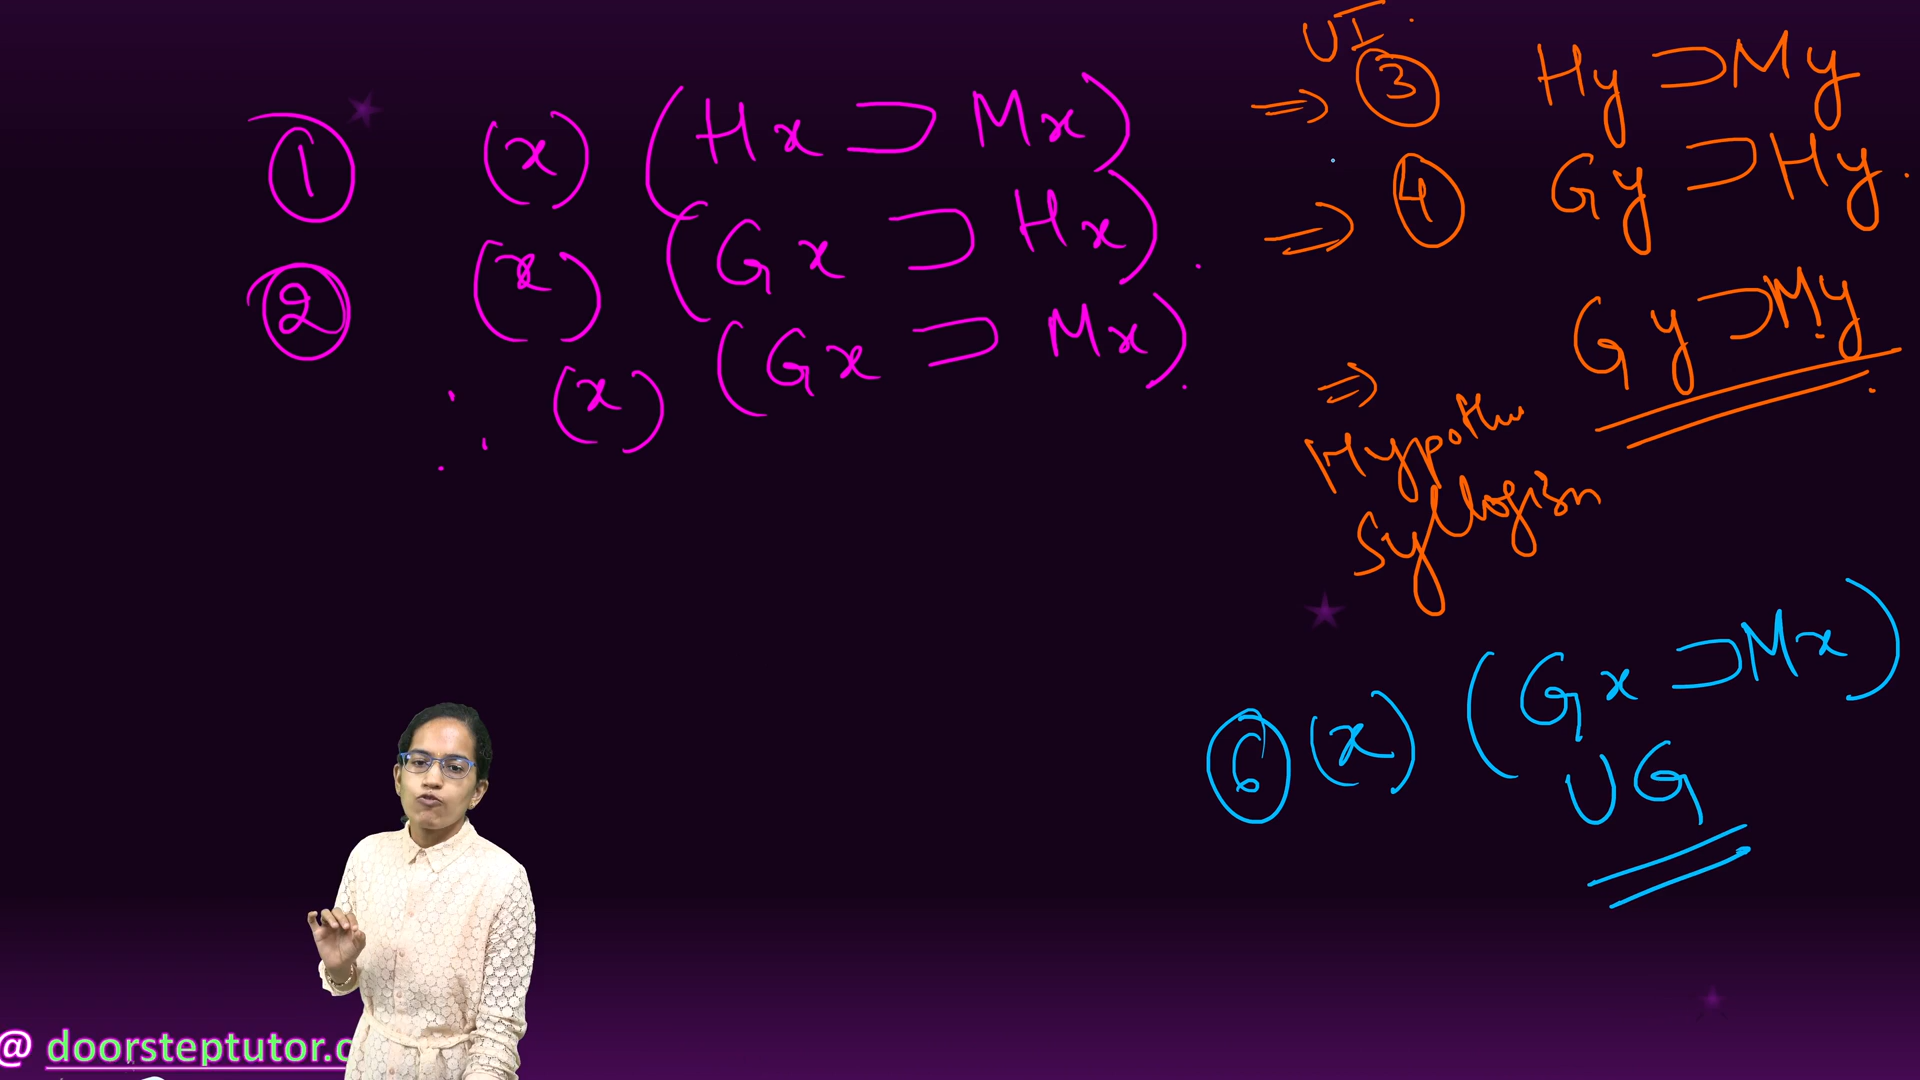 ① (x) (Hx ⊃ Mx)
② (x) (Gx ⊃ Hx).
∴ (x) (Gx ⊃ Mx).
UI.
⇒ ③ Hy ⊃ My
⇒ ④ Gy ⊃ Hy.
Gy ⊃ My.
⇒
Syllogism
⑥ (x) (Gx ⊃ Mx)
UG
@ doorsteptutor.c